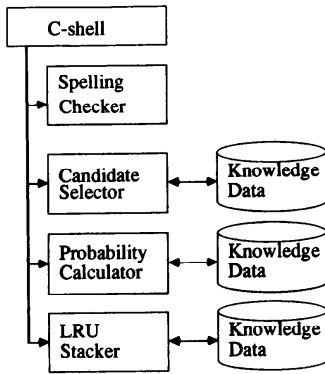 C-shell
Spelling
Checker
Candidate
Selector
Knowledge
Data
Probability
Calculator
Knowledge
Data
LRU
Stacker
Knowledge
Data